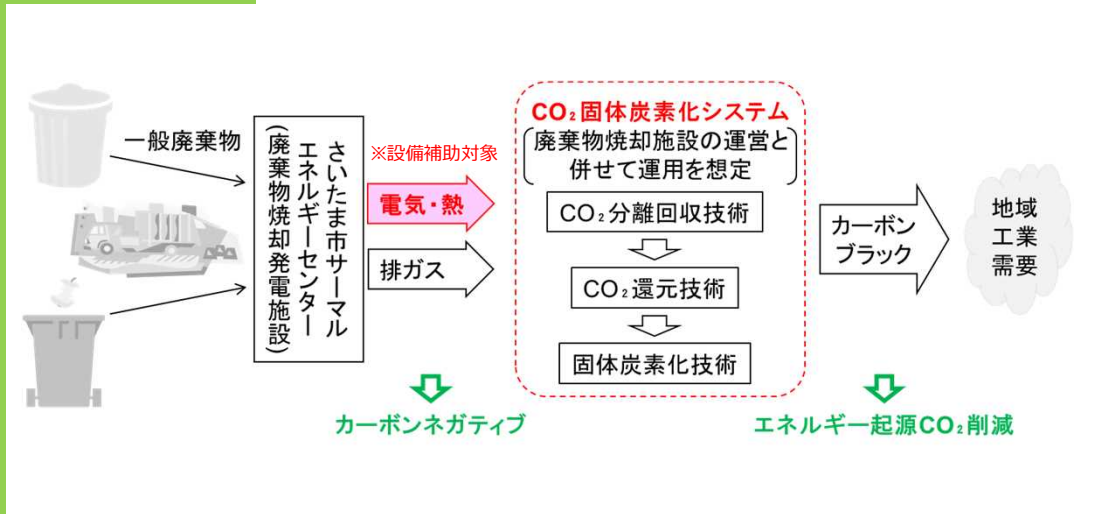 一般廃棄物
さいたま市サーマル
エネルギーセンター
(廃棄物焼却発電施設)
※設備補助対象
電気・熱
排ガス
CO₂固体炭素化システム
廃棄物焼却施設の運営と
併せて運用を想定
CO₂分離回収技術
CO₂還元技術
固体炭素化技術
カーボン
ブラック
地域
工業
需要
カーボンネガティブ
エネルギー起源CO₂削減